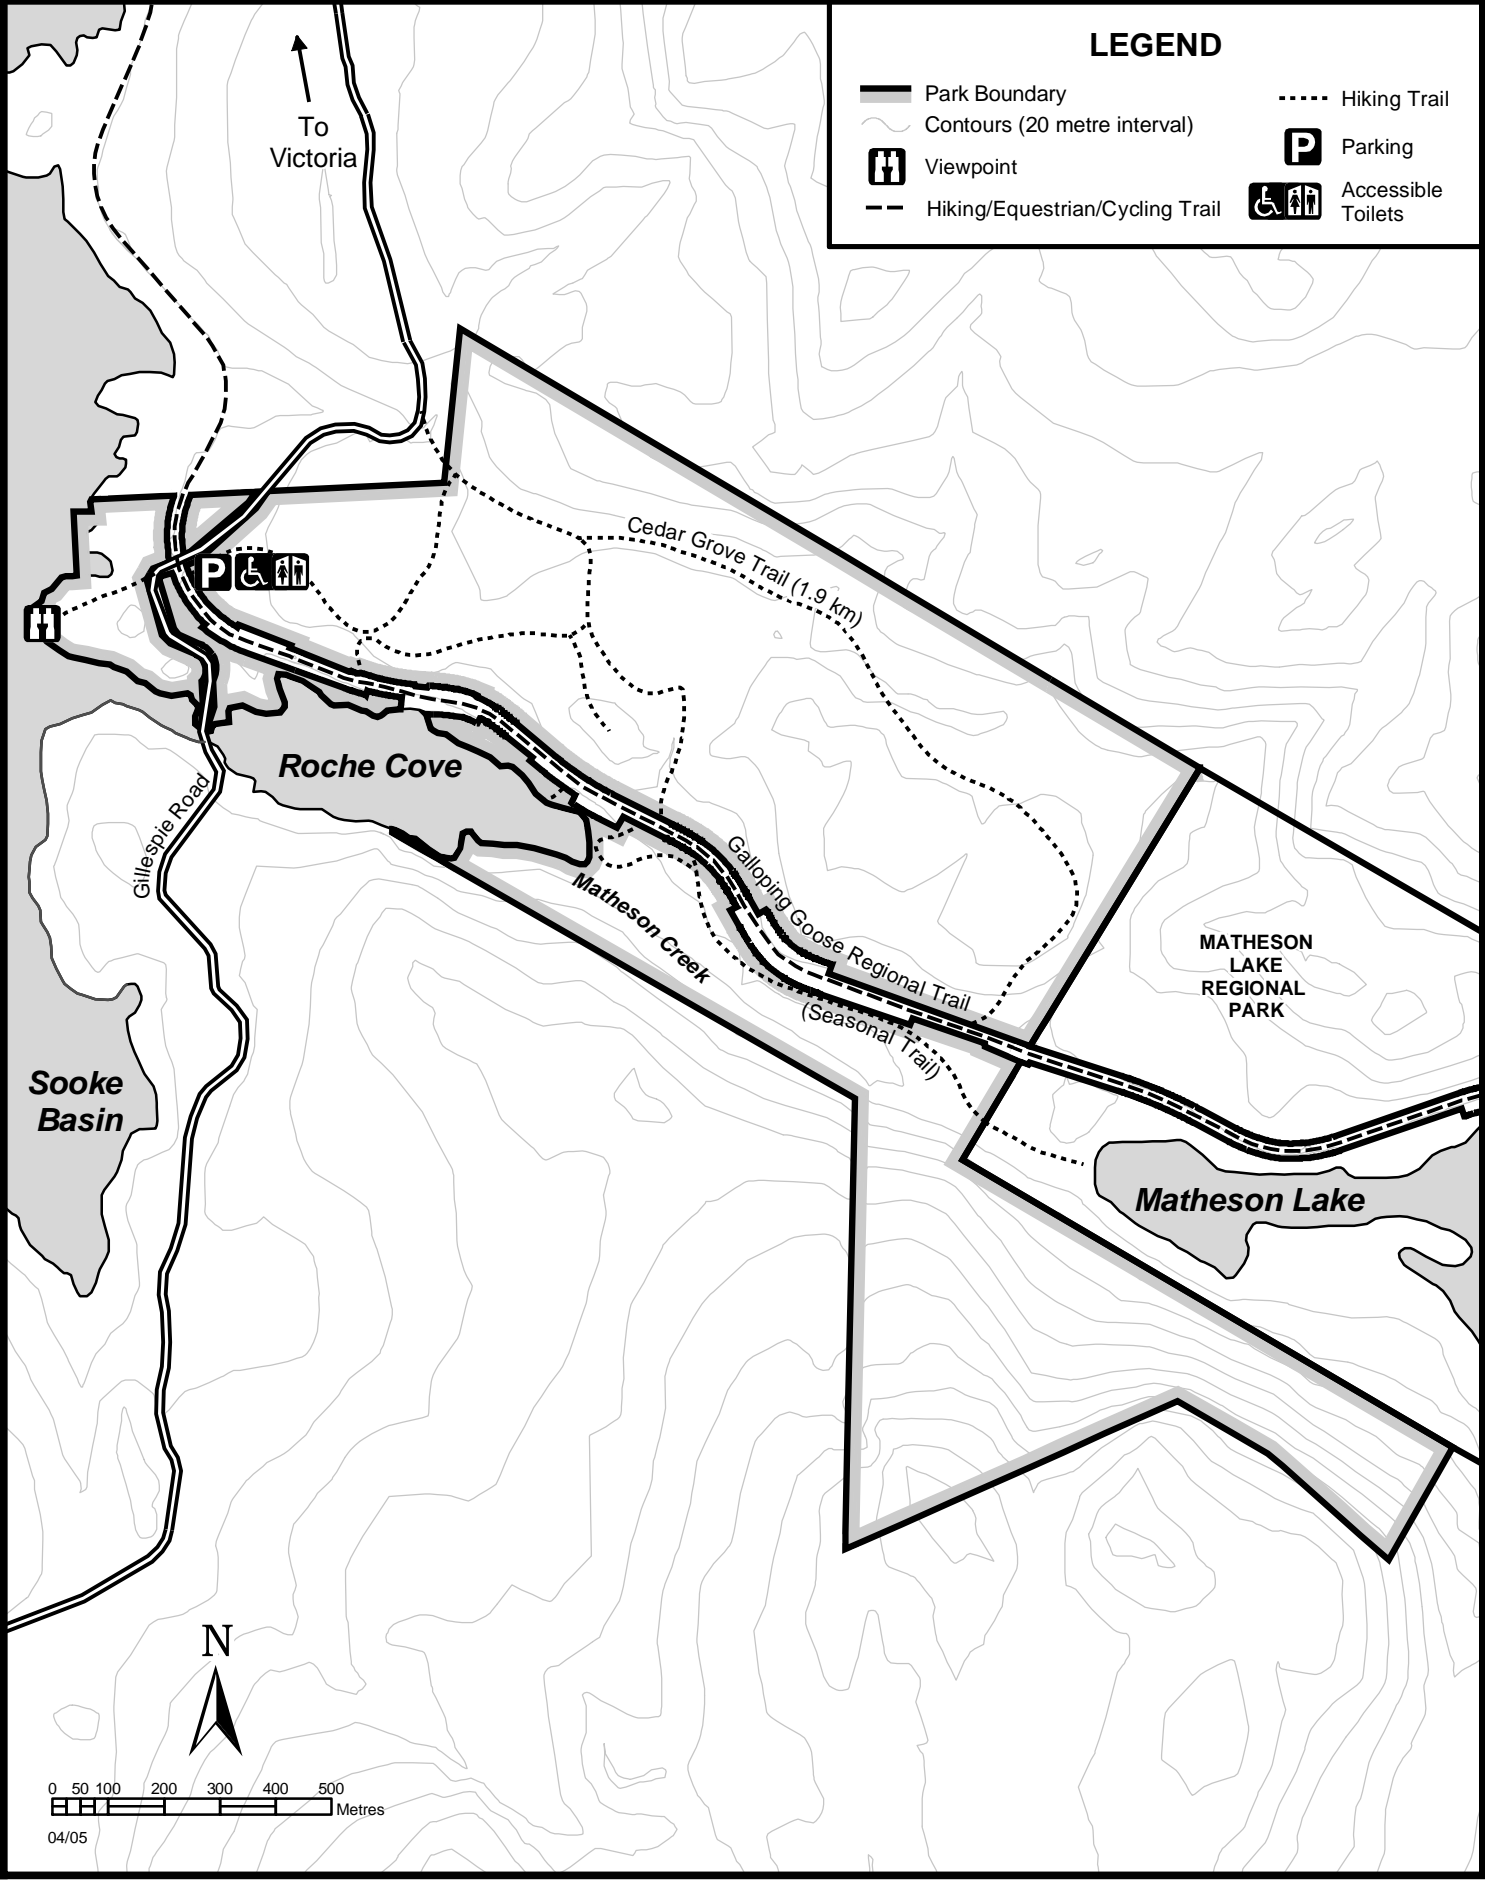 LEGEND
Park Boundary
Contours (20 metre interval)
Viewpoint
Hiking/Equestrian/Cycling Trail
Hiking Trail
P
Parking
Accessible
Toilets
To
Victoria
Cedar Grove Trail (1.9 km)
P
Roche Cove
Gillespie Road
Galloping Goose Regional Trail
Matheson Creek
(Seasonal Trail)
MATHESON
LAKE
REGIONAL
PARK
Sooke
Basin
Matheson Lake
N
0 50 100 200 300 400 500
Metres
04/05